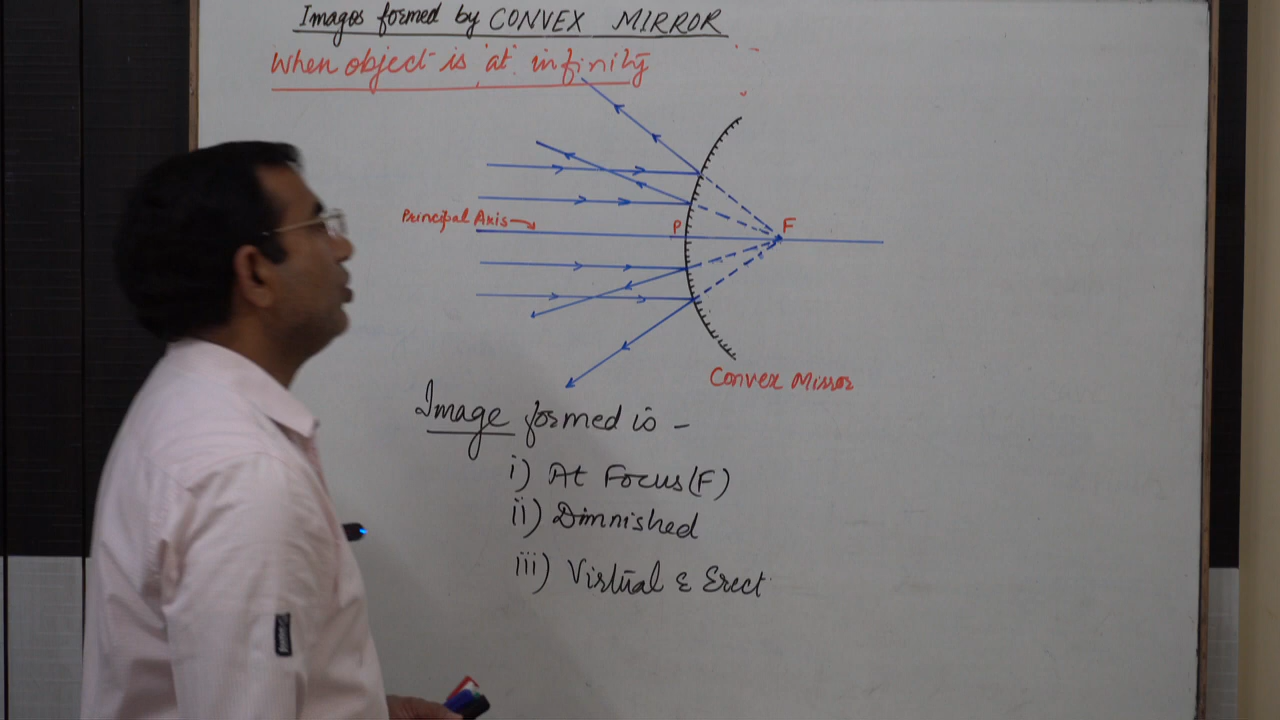 Images formed by CONVEX MIRROR
When object is 'at' infinity
Principal Axis
P
F
Convex Mirror
Image formed is -
i) At Focus (F)
ii) Dimnished
iii) Virtual & Erect